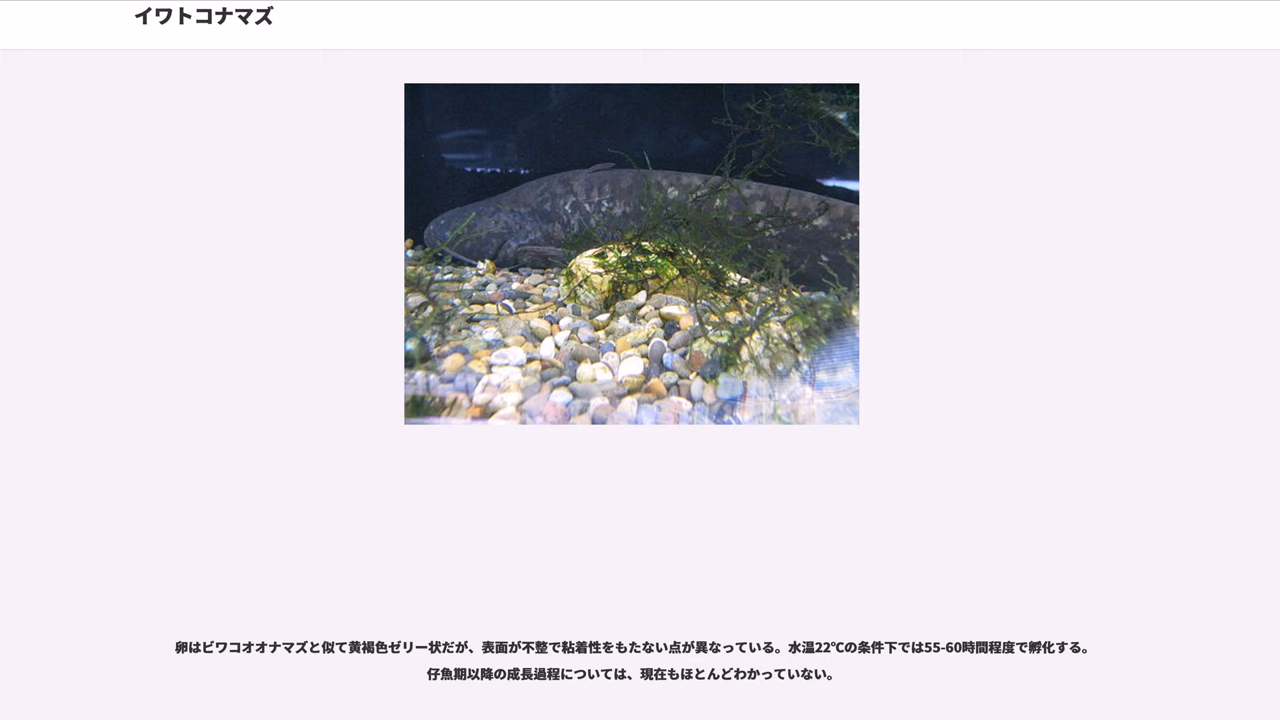 イワトコナマズ
卵はビワコオオナマズと似て黄褐色ゼリー状だが、表面が不整で粘着性をもたない点が異なっている。水温22℃の条件下では55-60時間程度で孵化する。
仔魚期以降の成長過程については、現在もほとんどわかっていない。